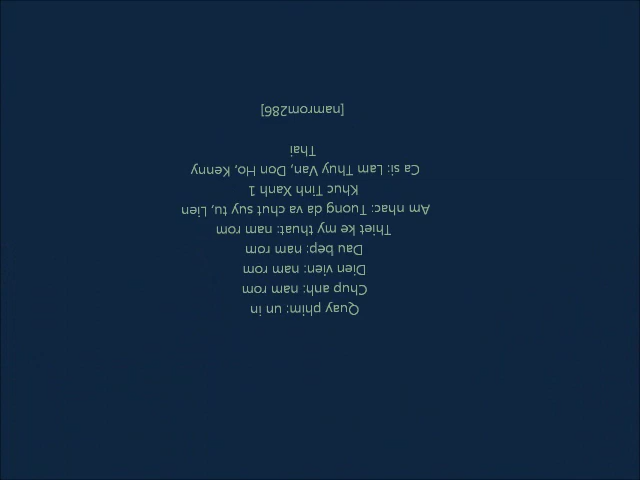 Quay phim: un in
Chup anh: nam rom
Dien vien: nam rom
Dau bep: nam rom
Thiet ke my thuat: nam rom
Am nhac: Tuong da va chut suy tu, Lien
Khuc Tinh Xanh 1
Ca si: Lam Thuy Van, Don Ho, Kenny
Thai
[namrom286]